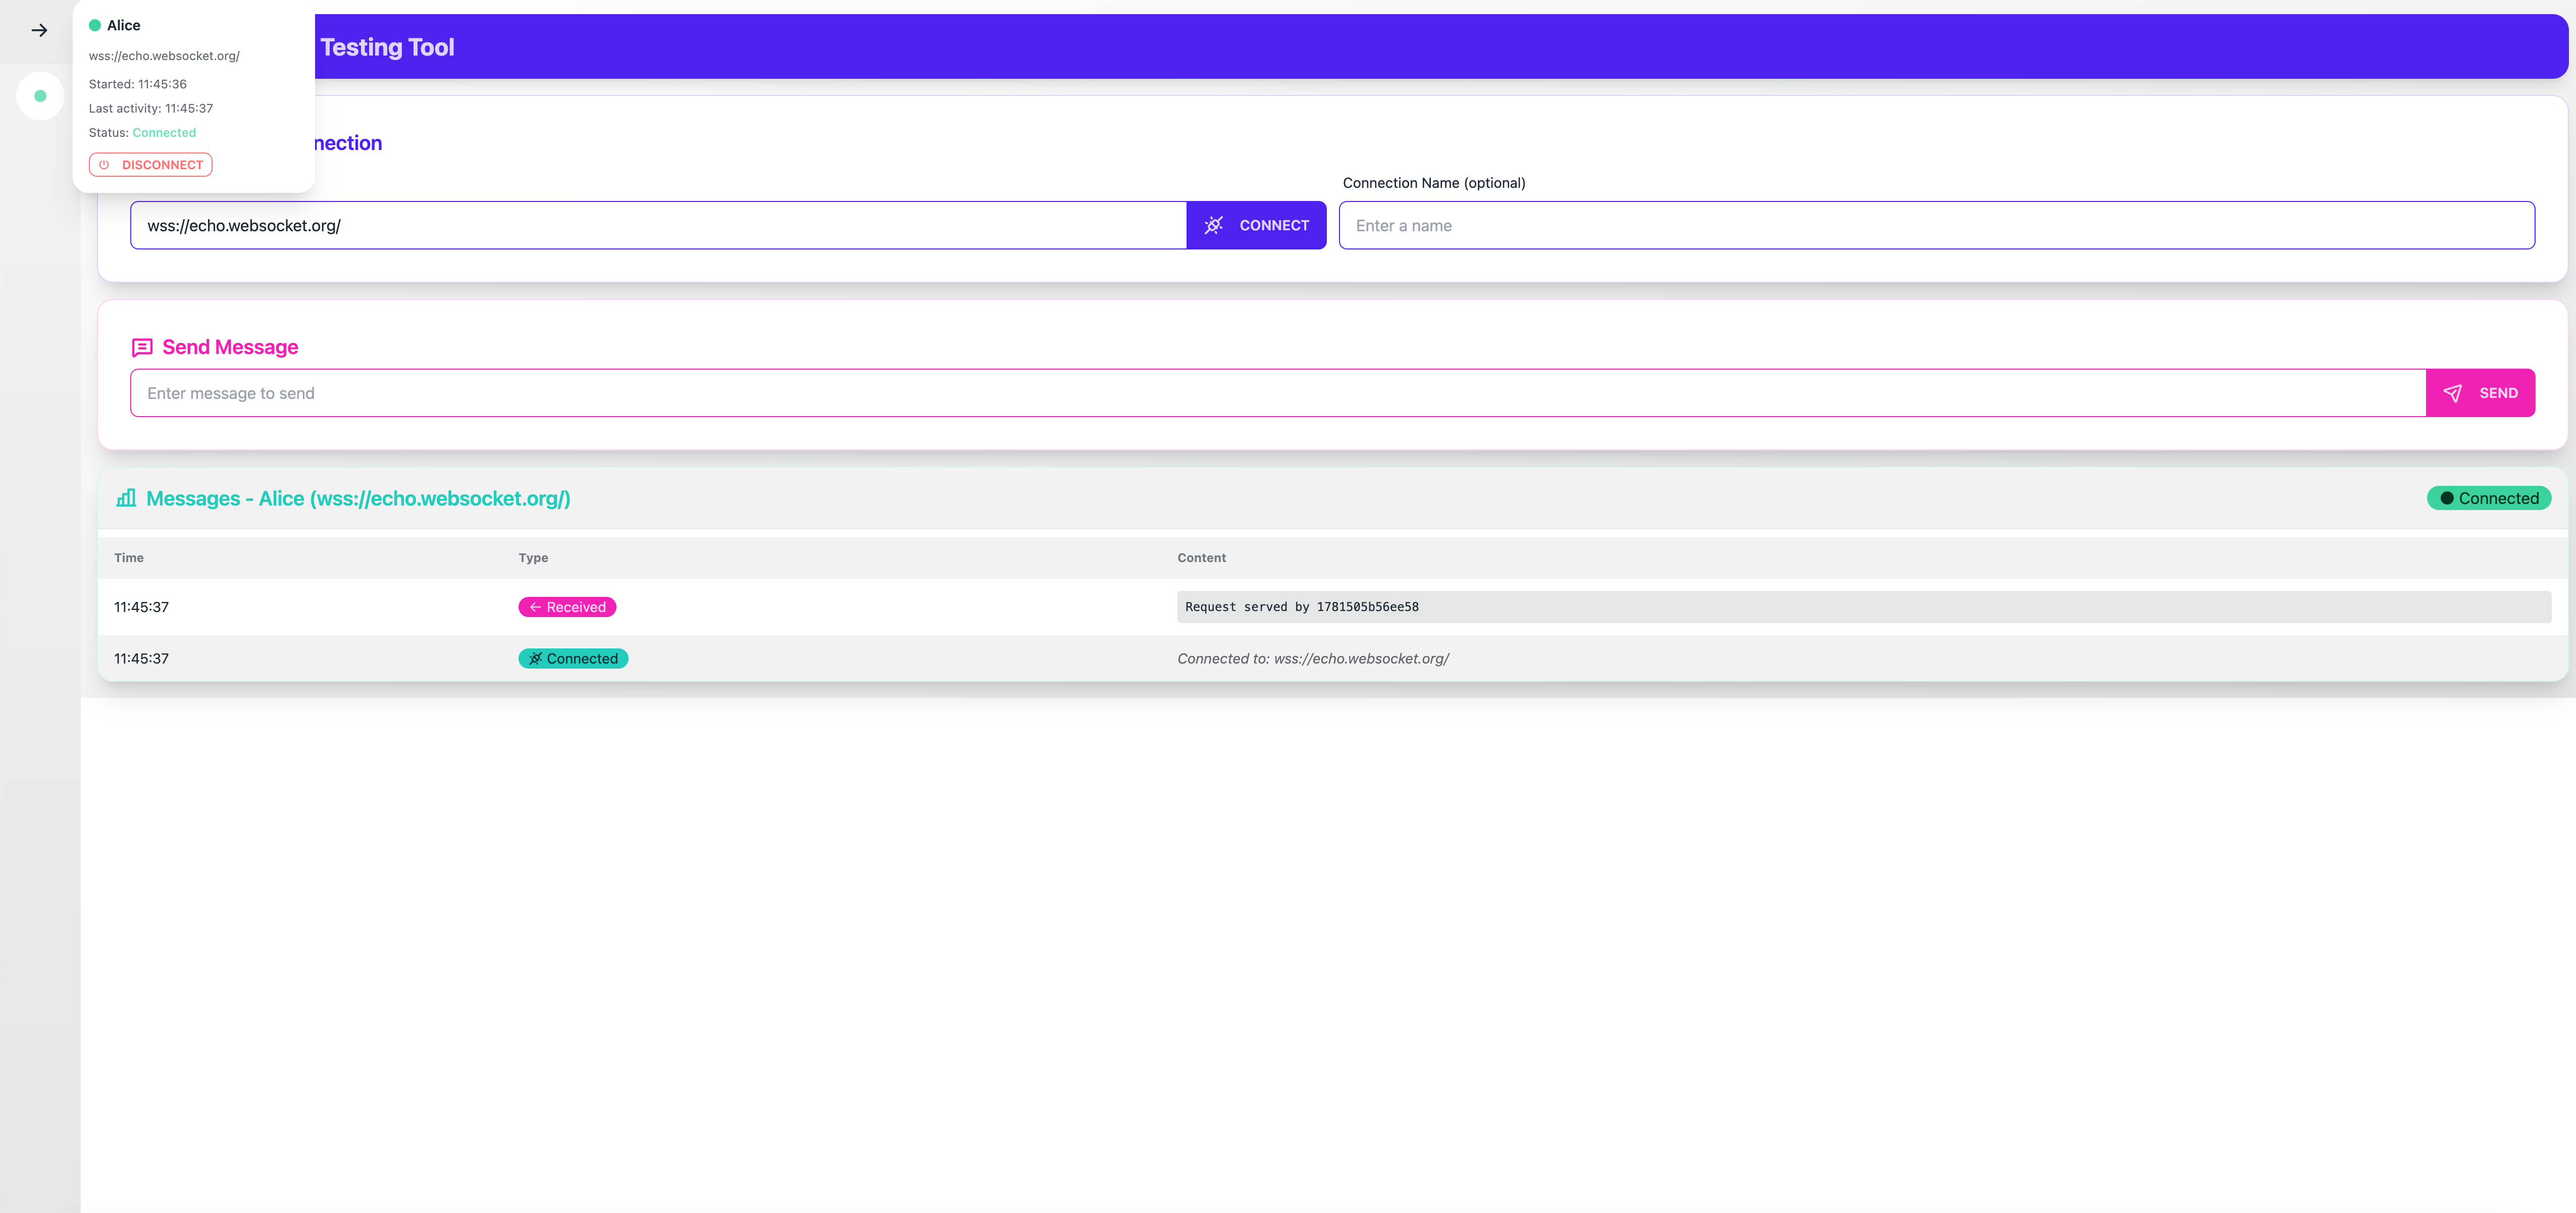 Alice
wss://echo.websocket.org/
Started: 11:45:36
Last activity: 11:45:37
Status: Connected
DISCONNECT
Testing Tool
nection
Connection Name (optional)
wss://echo.websocket.org/
CONNECT
Enter a name
Send Message
Enter message to send
SEND
Messages - Alice (wss://echo.websocket.org/)
Connected
Time Type Content
11:45:37 Received Request served by 1781505b56ee58
11:45:37 Connected Connected to: wss://echo.websocket.org/